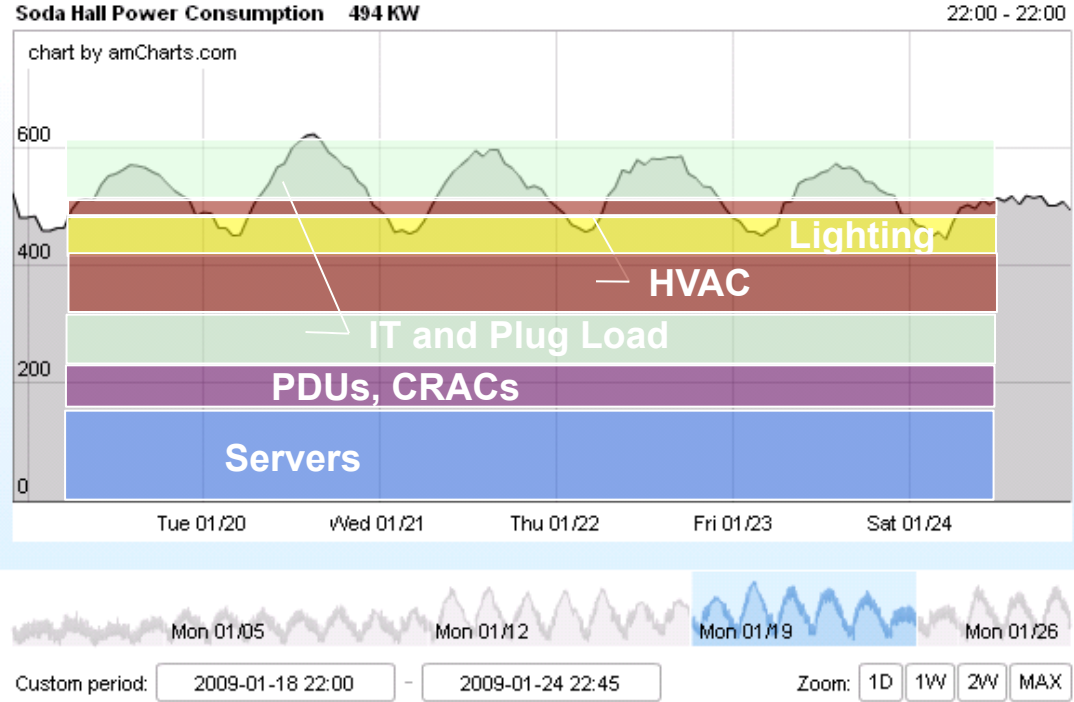 Soda Hall Power Consumption 494 KW 22:00 - 22:00
chart by amCharts.com
600
Lighting
400
HVAC
IT and Plug Load
200
PDUs, CRACs
Servers
0
Tue 01/20 Wed 01/21 Thu 01/22 Fri 01/23 Sat 01/24
Mon 01/05 Mon 01/12 Mon 01/19 Mon 01/26
Custom period: 2009-01-18 22:00 - 2009-01-24 22:45 Zoom: 1D 1W 2W MAX